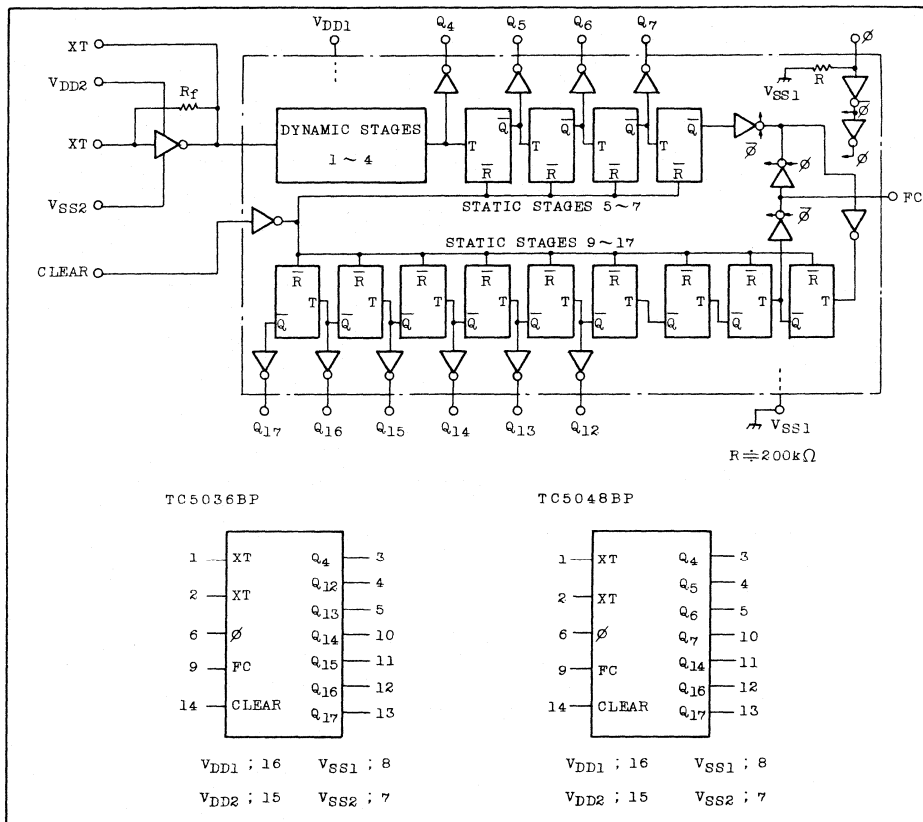 VDD1 Q4 Q5 Q6 Q7 ø
XT
VDD2
Rf
R
VSS1
ø̅
ø
DYNAMIC STAGES
1 ~ 4
XT
T Q̅ T Q̅ T Q̅ T Q̅
R̅ R̅ R̅ R̅
ø̅ ø
VSS2
STATIC STAGES 5~7
FC
ø̅
STATIC STAGES 9~17
CLEAR
R̅ R̅ R̅ R̅ R̅ R̅ R̅ R̅ R̅
T T T T T T T T T
Q̅ Q̅ Q̅ Q̅ Q̅ Q̅ Q̅ Q̅ Q̅
Q17 Q16 Q15 Q14 Q13 Q12 VSS1
R≒200kΩ
TC5036BP
1 XT Q4 3
Q12 4
2 XT
Q13 5
6 ø Q14 10
9 FC Q15 11
Q16 12
14 CLEAR Q17 13
VDD1 ; 16 VSS1 ; 8
VDD2 ; 15 VSS2 ; 7
TC5048BP
1 XT Q4 3
Q5 4
2 XT
Q6 5
6 ø Q7 10
9 FC Q14 11
Q16 12
14 CLEAR Q17 13
VDD1 ; 16 VSS1 ; 8
VDD2 ; 15 VSS2 ; 7